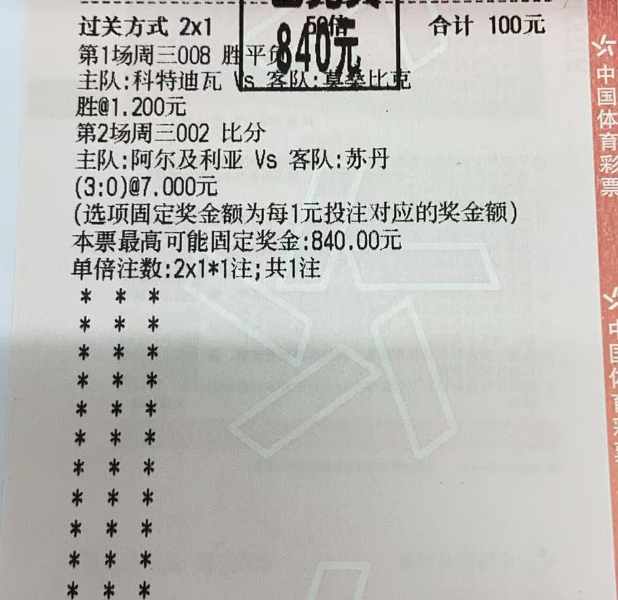 过关方式 2x1 50倍 合计 100元
840元
第1场周三008 胜平负
主队:科特迪瓦 Vs 客队:莫桑比克
胜@1.200元
第2场周三002 比分
主队:阿尔及利亚 Vs 客队:苏丹
(3:0)@7.000元
(选项固定奖金额为每1元投注对应的奖金额)
本票最高可能固定奖金:840.00元
单倍注数:2x1*1注;共1注
* * *
* * *
* * *
* * *
* * *
* * *
* * *
* * *
* * *
* * *
* * *
中国体育彩票
中国体育彩票